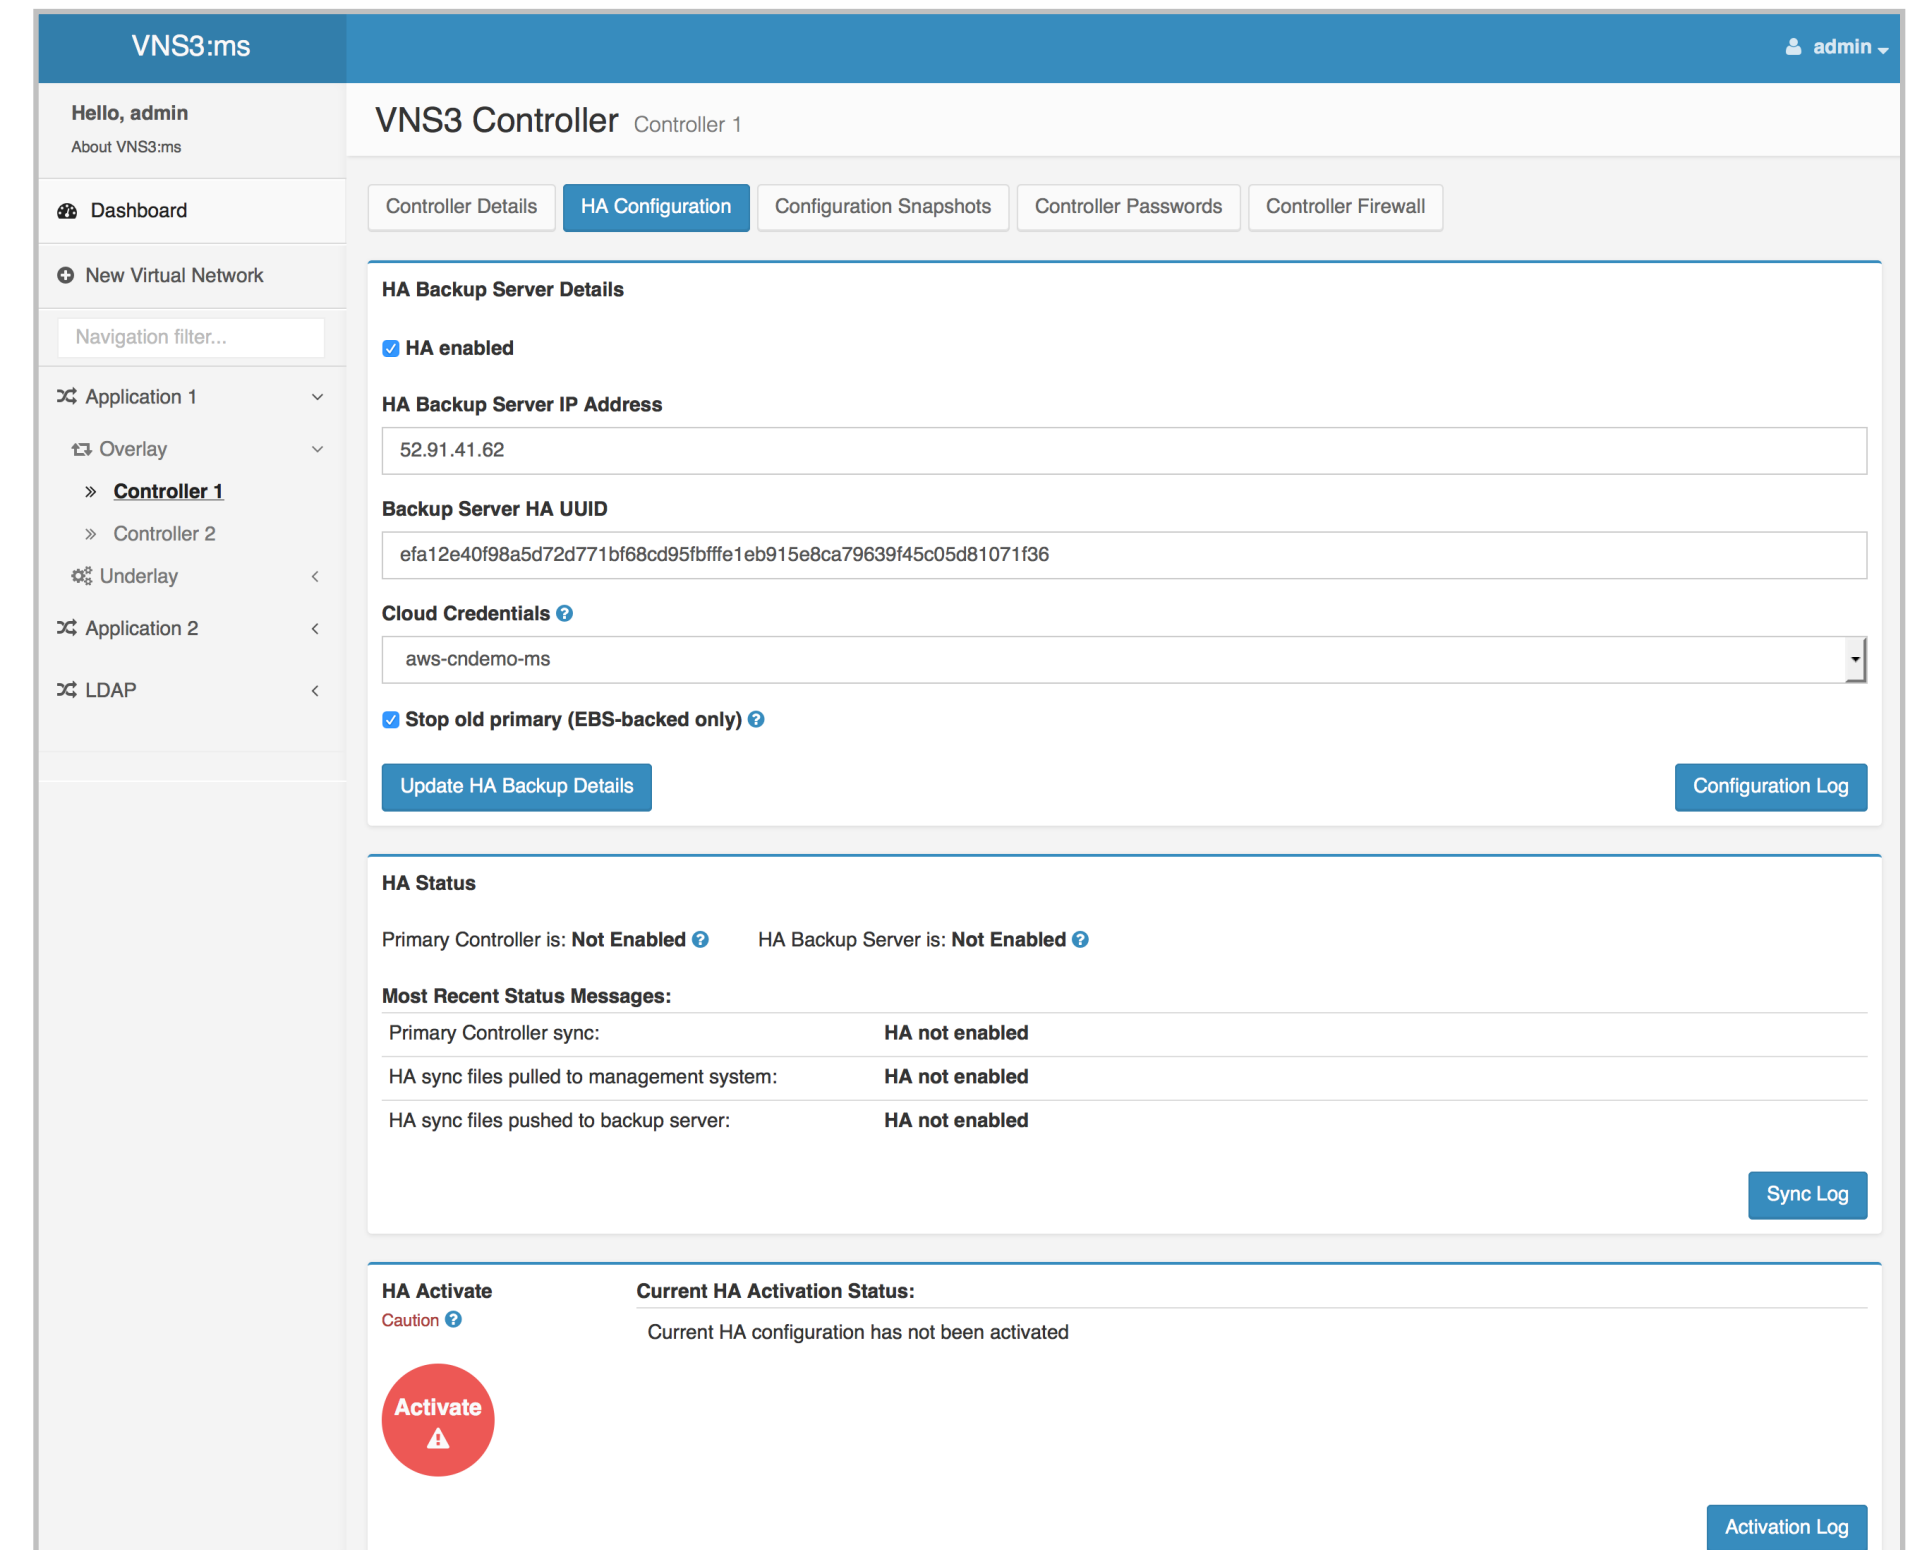 VNS3:ms
admin
Hello, admin
About VNS3:ms
Dashboard
New Virtual Network
Navigation filter...
Application 1
Overlay
Controller 1
Controller 2
Underlay
Application 2
LDAP
VNS3 Controller Controller 1
Controller Details HA Configuration Configuration Snapshots Controller Passwords Controller Firewall
HA Backup Server Details
HA enabled
HA Backup Server IP Address
52.91.41.62
Backup Server HA UUID
efa12e40f98a5d72d771bf68cd95fbfffe1eb915e8ca79639f45c05d81071f36
Cloud Credentials
aws-cndemo-ms
Stop old primary (EBS-backed only)
Update HA Backup Details Configuration Log
HA Status
Primary Controller is: Not Enabled HA Backup Server is: Not Enabled
Most Recent Status Messages:
Primary Controller sync: HA not enabled
HA sync files pulled to management system: HA not enabled
HA sync files pushed to backup server: HA not enabled
Sync Log
HA Activate
Caution
Activate
Current HA Activation Status:
Current HA configuration has not been activated
Activation Log